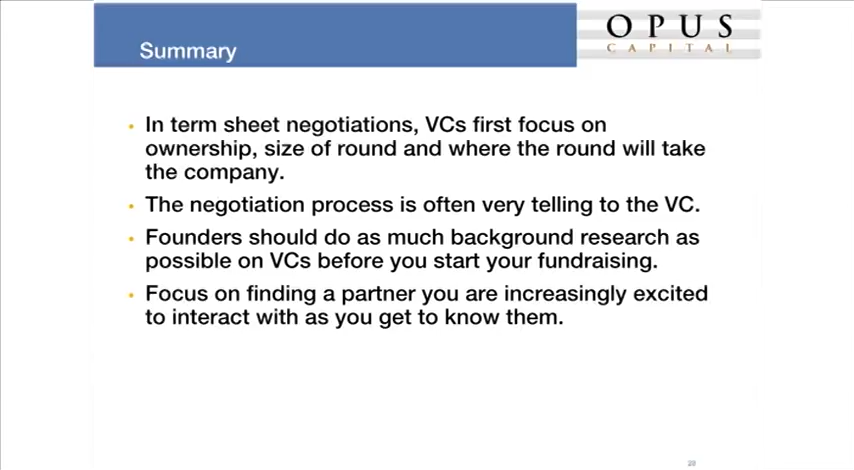 Summary
OPUS
CAPITAL
• In term sheet negotiations, VCs first focus on
ownership, size of round and where the round will take
the company.
• The negotiation process is often very telling to the VC.
• Founders should do as much background research as
possible on VCs before you start your fundraising.
• Focus on finding a partner you are increasingly excited
to interact with as you get to know them.